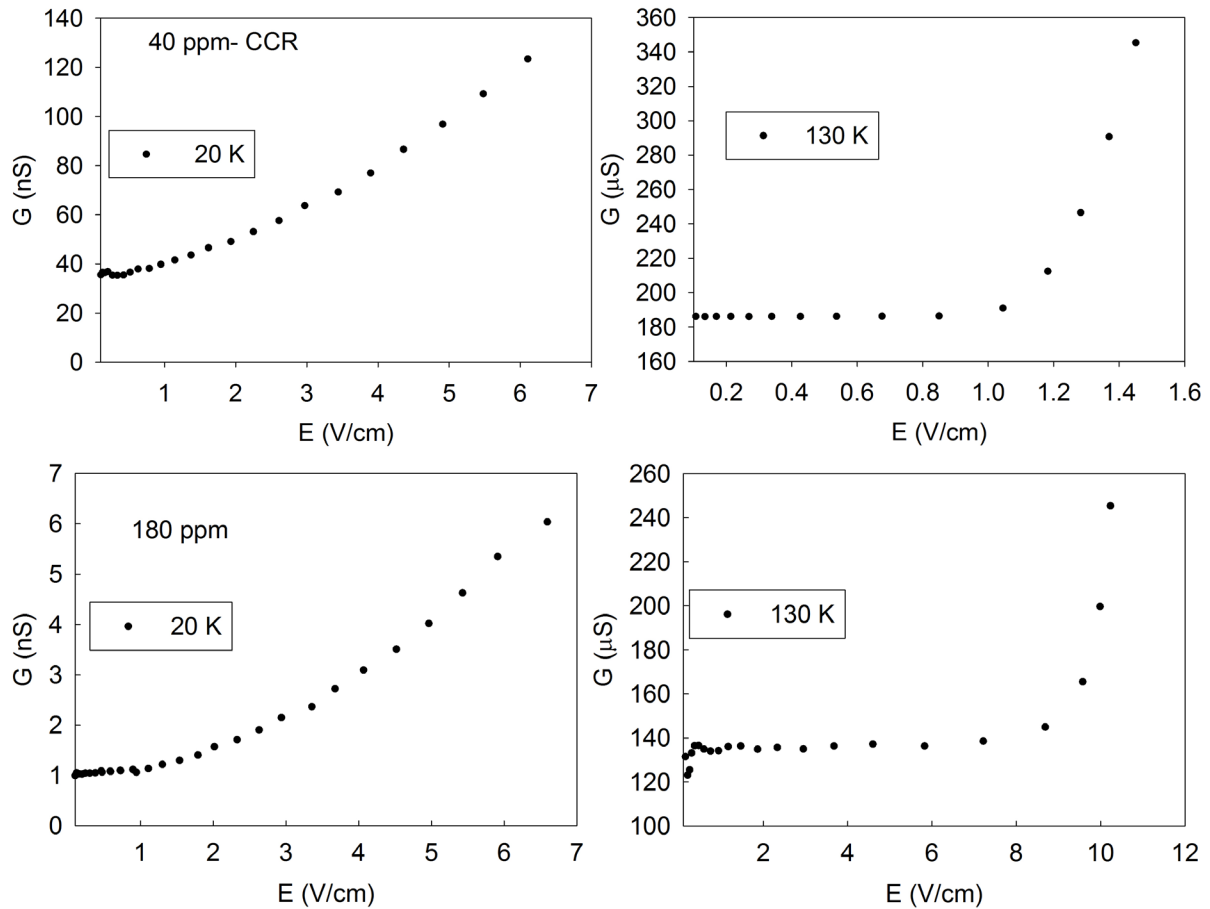 140
120
100
80
60
40
20
0
G (nS)
40 ppm- CCR
20 K
1 2 3 4 5 6 7
E (V/cm)
360
340
320
300
280
260
240
220
200
180
160
G (μS)
130 K
0.2 0.4 0.6 0.8 1.0 1.2 1.4 1.6
E (V/cm)
7
6
5
4
3
2
1
0
G (nS)
180 ppm
20 K
1 2 3 4 5 6 7
E (V/cm)
260
240
220
200
180
160
140
120
100
G (μS)
130 K
2 4 6 8 10 12
E (V/cm)